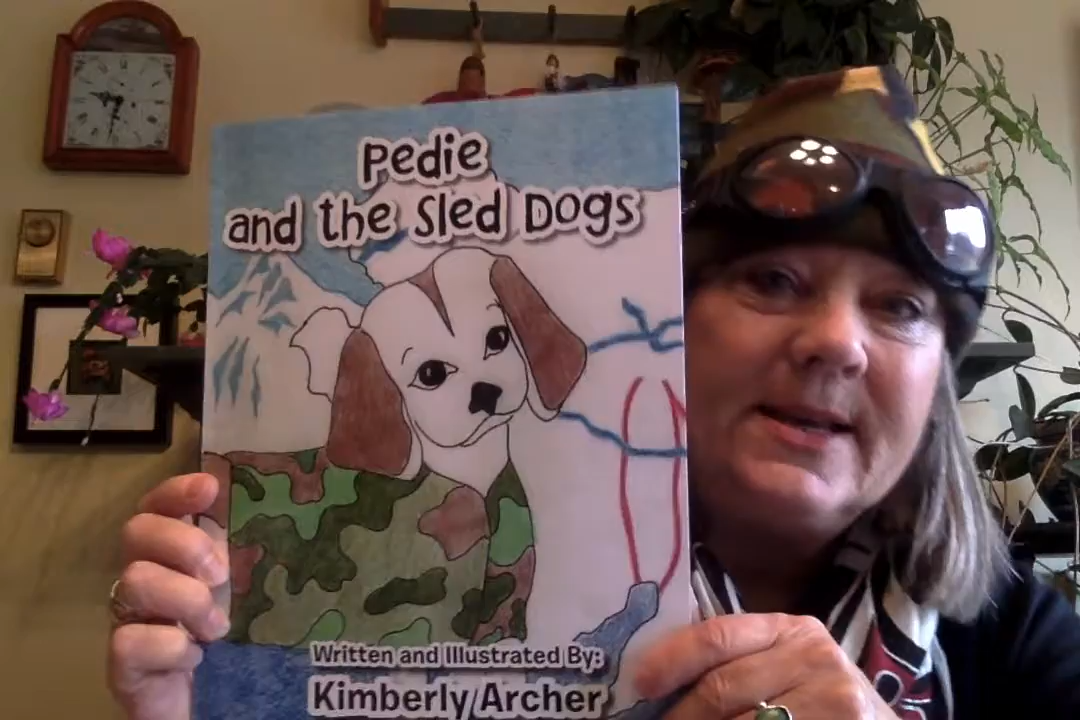 Pedie
and the Sled Dogs
Written and Illustrated By:
Kimberly Archer